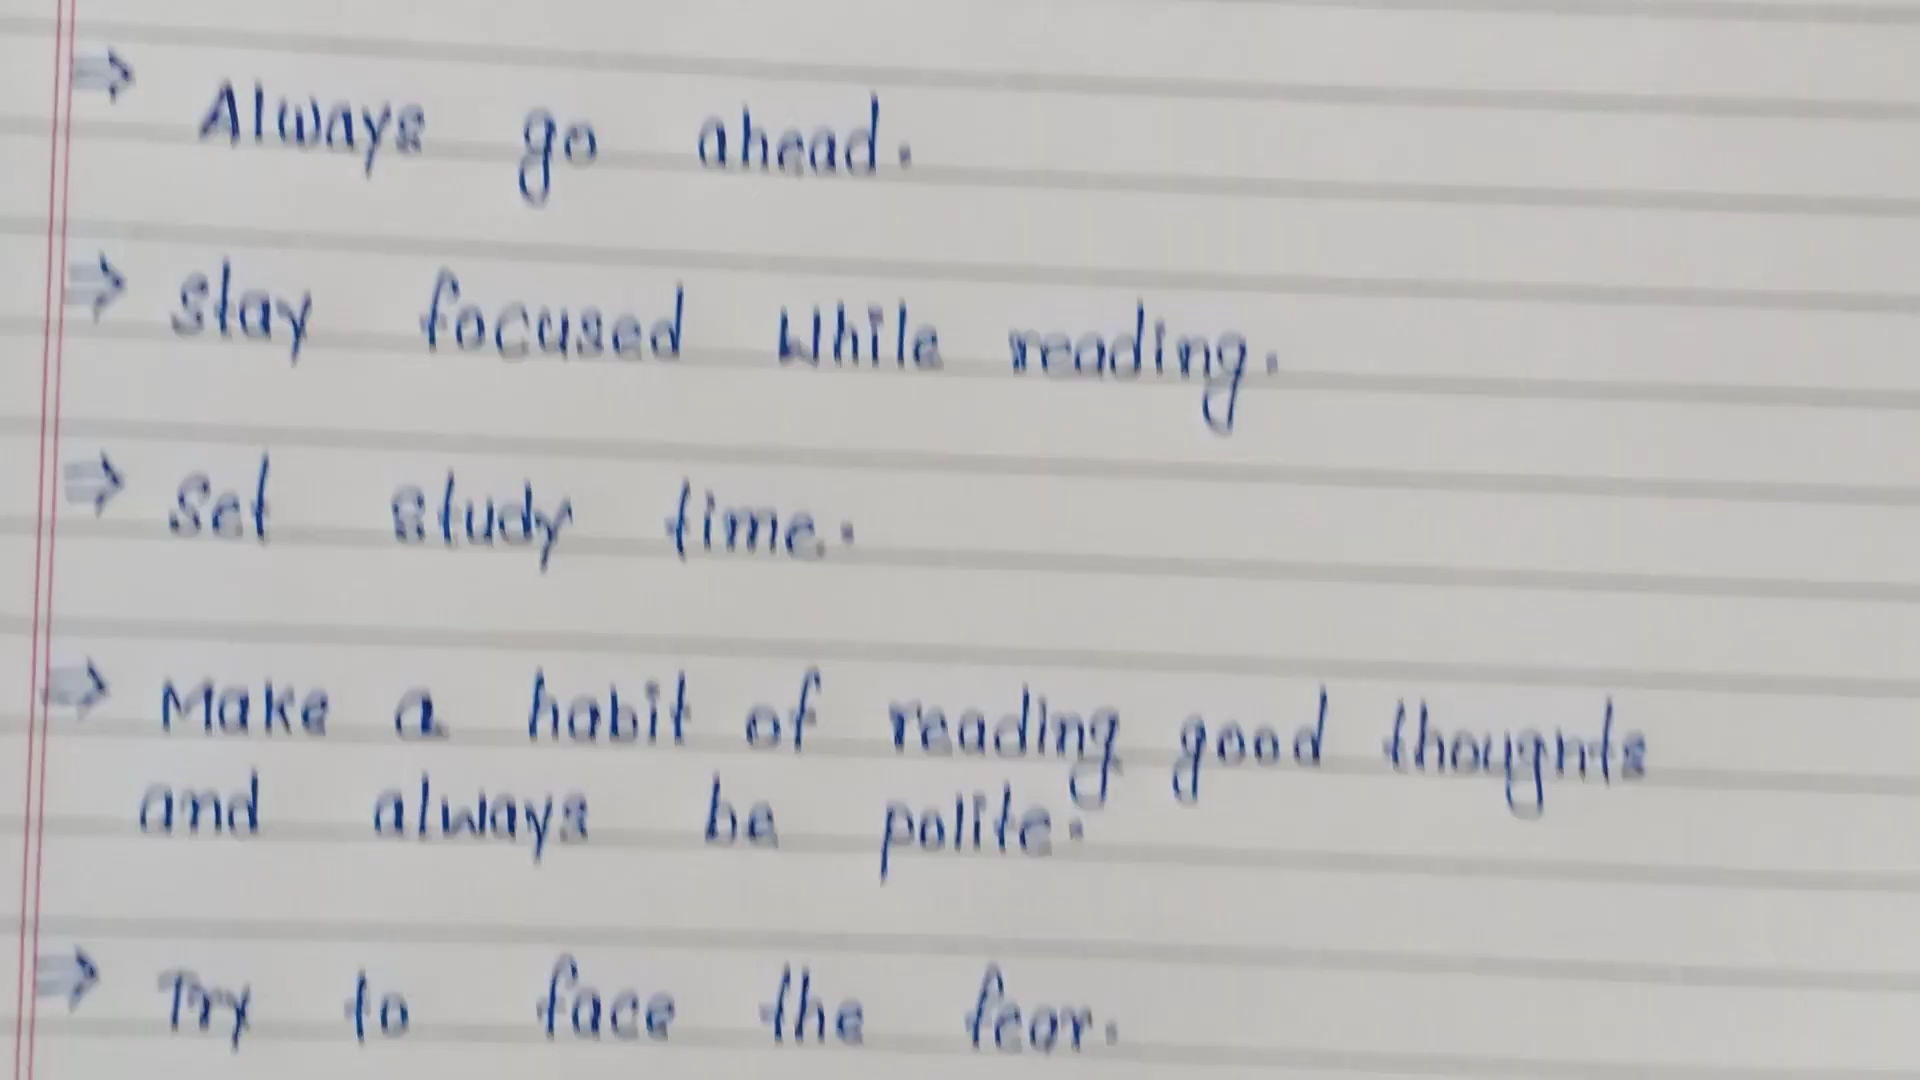 ⇒ Always go ahead.
⇒ stay focused While reading.
⇒ Set study time.
⇒ Make a habit of reading good thoughts
and always be polite.
⇒ Try to face the fear.